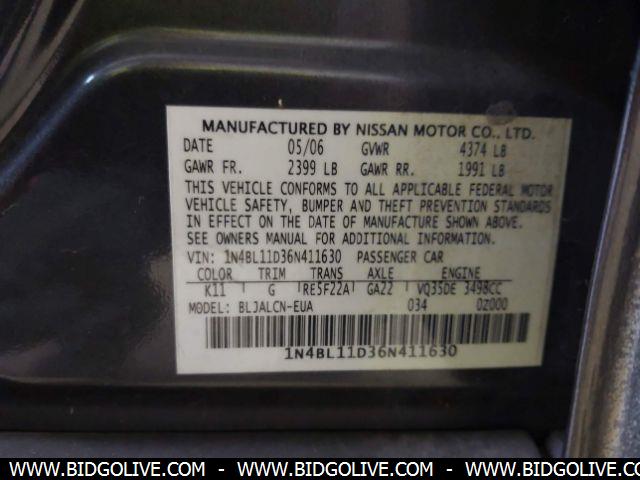 MANUFACTURED BY NISSAN MOTOR CO., LTD.
DATE 05/06 GVWR 4374 LB
GAWR FR. 2399 LB GAWR RR. 1991 LB
THIS VEHICLE CONFORMS TO ALL APPLICABLE FEDERAL MOTOR
VEHICLE SAFETY, BUMPER AND THEFT PREVENTION STANDARDS
IN EFFECT ON THE DATE OF MANUFACTURE SHOWN ABOVE.
SEE OWNERS MANUAL FOR ADDITIONAL INFORMATION.
VIN: 1N4BL11D36N411630 PASSENGER CAR
COLOR TRIM TRANS AXLE ENGINE
K11 G RE5F22A GA22 VQ35DE 3498CC
MODEL: BLJALCN-EUA 034 0Z000
1N4BL11D36N411630
WWW.BIDGOLIVE.COM - WWW.BIDGOLIVE.COM - WWW.BIDGOLIVE.COM